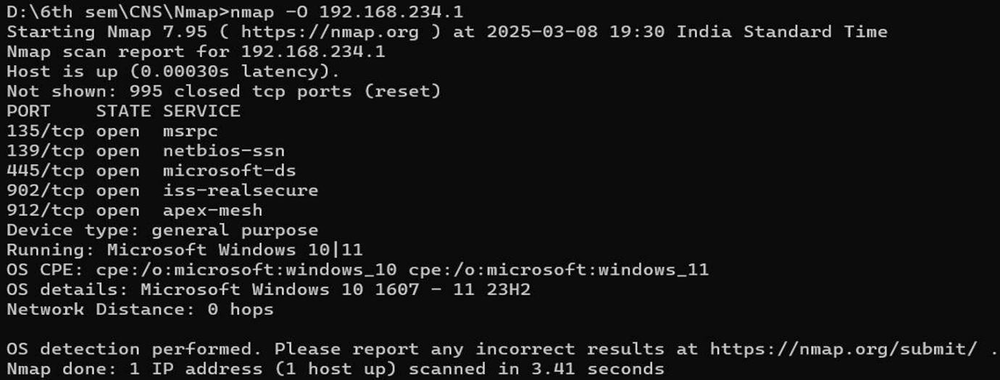 D:\6th sem\CNS\Nmap>nmap -O 192.168.234.1
Starting Nmap 7.95 ( https://nmap.org ) at 2025-03-08 19:30 India Standard Time
Nmap scan report for 192.168.234.1
Host is up (0.00030s latency).
Not shown: 995 closed tcp ports (reset)
PORT    STATE SERVICE
135/tcp open  msrpc
139/tcp open  netbios-ssn
445/tcp open  microsoft-ds
902/tcp open  iss-realsecure
912/tcp open  apex-mesh
Device type: general purpose
Running: Microsoft Windows 10|11
OS CPE: cpe:/o:microsoft:windows_10 cpe:/o:microsoft:windows_11
OS details: Microsoft Windows 10 1607 - 11 23H2
Network Distance: 0 hops

OS detection performed. Please report any incorrect results at https://nmap.org/submit/ .
Nmap done: 1 IP address (1 host up) scanned in 3.41 seconds